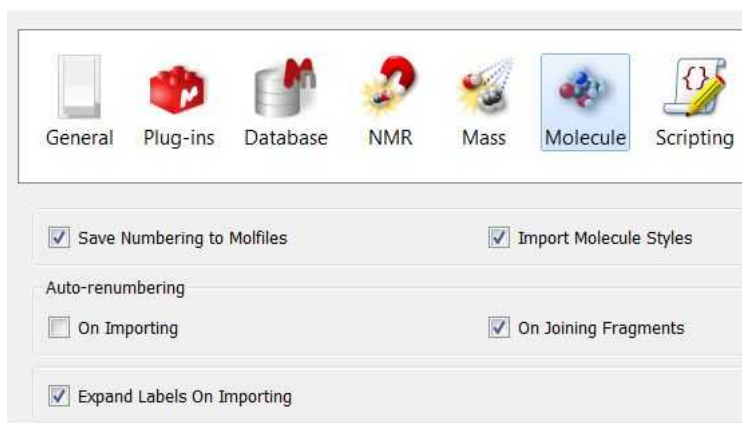 General Plug-ins Database NMR Mass Molecule Scripting
Save Numbering to Molfiles Import Molecule Styles
Auto-renumbering
On Importing On Joining Fragments
Expand Labels On Importing